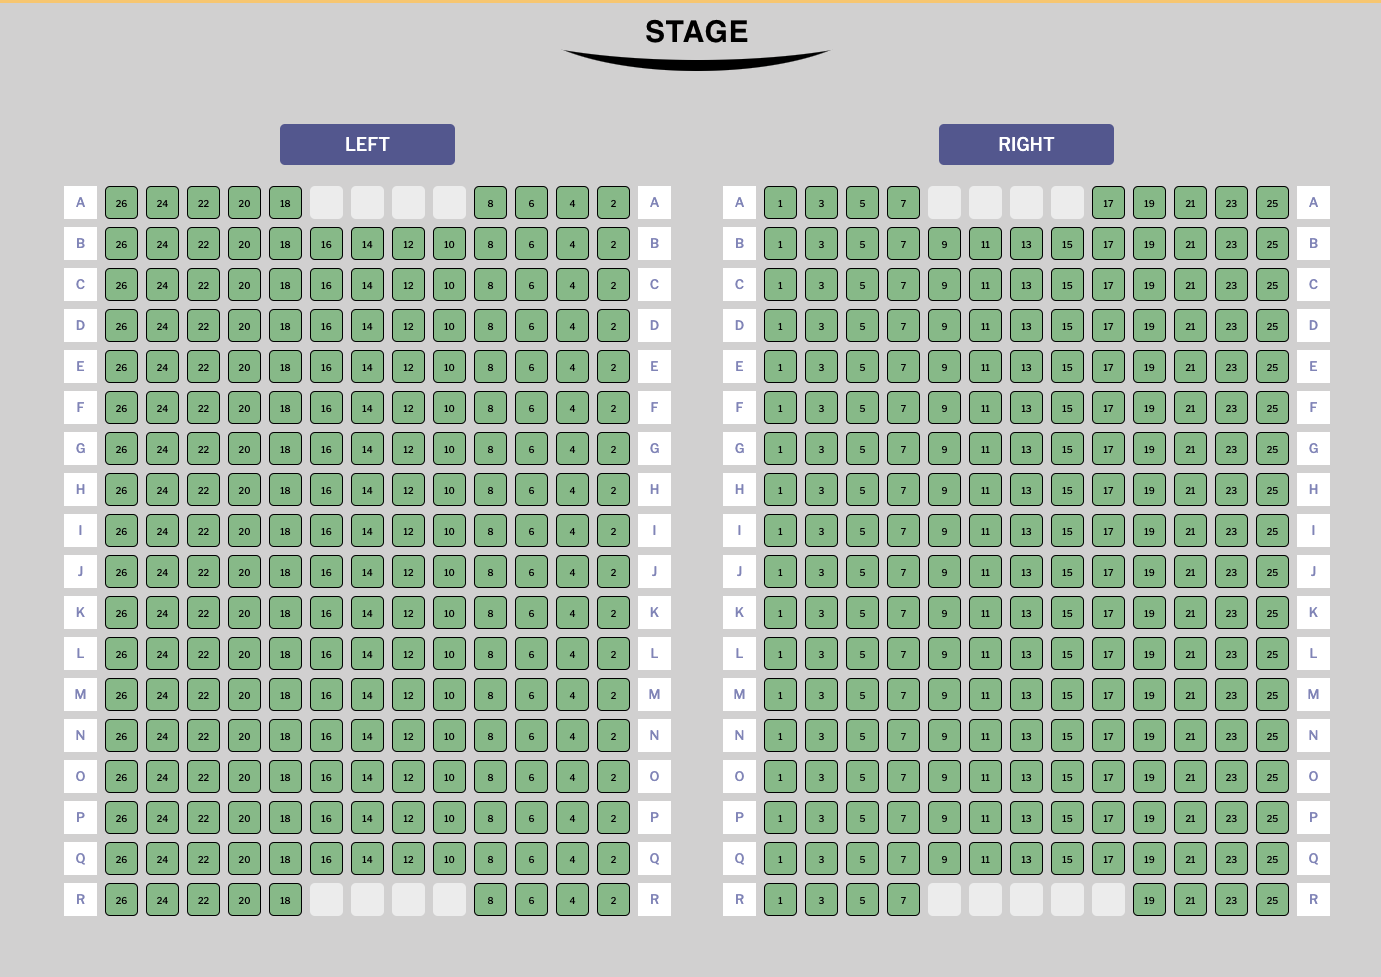 STAGE
LEFT RIGHT
A 26 24 22 20 18 8 6 4 2 A A 1 3 5 7 17 19 21 23 25 A
B 26 24 22 20 18 16 14 12 10 8 6 4 2 B B 1 3 5 7 9 11 13 15 17 19 21 23 25 B
C 26 24 22 20 18 16 14 12 10 8 6 4 2 C C 1 3 5 7 9 11 13 15 17 19 21 23 25 C
D 26 24 22 20 18 16 14 12 10 8 6 4 2 D D 1 3 5 7 9 11 13 15 17 19 21 23 25 D
E 26 24 22 20 18 16 14 12 10 8 6 4 2 E E 1 3 5 7 9 11 13 15 17 19 21 23 25 E
F 26 24 22 20 18 16 14 12 10 8 6 4 2 F F 1 3 5 7 9 11 13 15 17 19 21 23 25 F
G 26 24 22 20 18 16 14 12 10 8 6 4 2 G G 1 3 5 7 9 11 13 15 17 19 21 23 25 G
H 26 24 22 20 18 16 14 12 10 8 6 4 2 H H 1 3 5 7 9 11 13 15 17 19 21 23 25 H
I 26 24 22 20 18 16 14 12 10 8 6 4 2 I I 1 3 5 7 9 11 13 15 17 19 21 23 25 I
J 26 24 22 20 18 16 14 12 10 8 6 4 2 J J 1 3 5 7 9 11 13 15 17 19 21 23 25 J
K 26 24 22 20 18 16 14 12 10 8 6 4 2 K K 1 3 5 7 9 11 13 15 17 19 21 23 25 K
L 26 24 22 20 18 16 14 12 10 8 6 4 2 L L 1 3 5 7 9 11 13 15 17 19 21 23 25 L
M 26 24 22 20 18 16 14 12 10 8 6 4 2 M M 1 3 5 7 9 11 13 15 17 19 21 23 25 M
N 26 24 22 20 18 16 14 12 10 8 6 4 2 N N 1 3 5 7 9 11 13 15 17 19 21 23 25 N
O 26 24 22 20 18 16 14 12 10 8 6 4 2 O O 1 3 5 7 9 11 13 15 17 19 21 23 25 O
P 26 24 22 20 18 16 14 12 10 8 6 4 2 P P 1 3 5 7 9 11 13 15 17 19 21 23 25 P
Q 26 24 22 20 18 16 14 12 10 8 6 4 2 Q Q 1 3 5 7 9 11 13 15 17 19 21 23 25 Q
R 26 24 22 20 18 8 6 4 2 R R 1 3 5 7 19 21 23 25 R